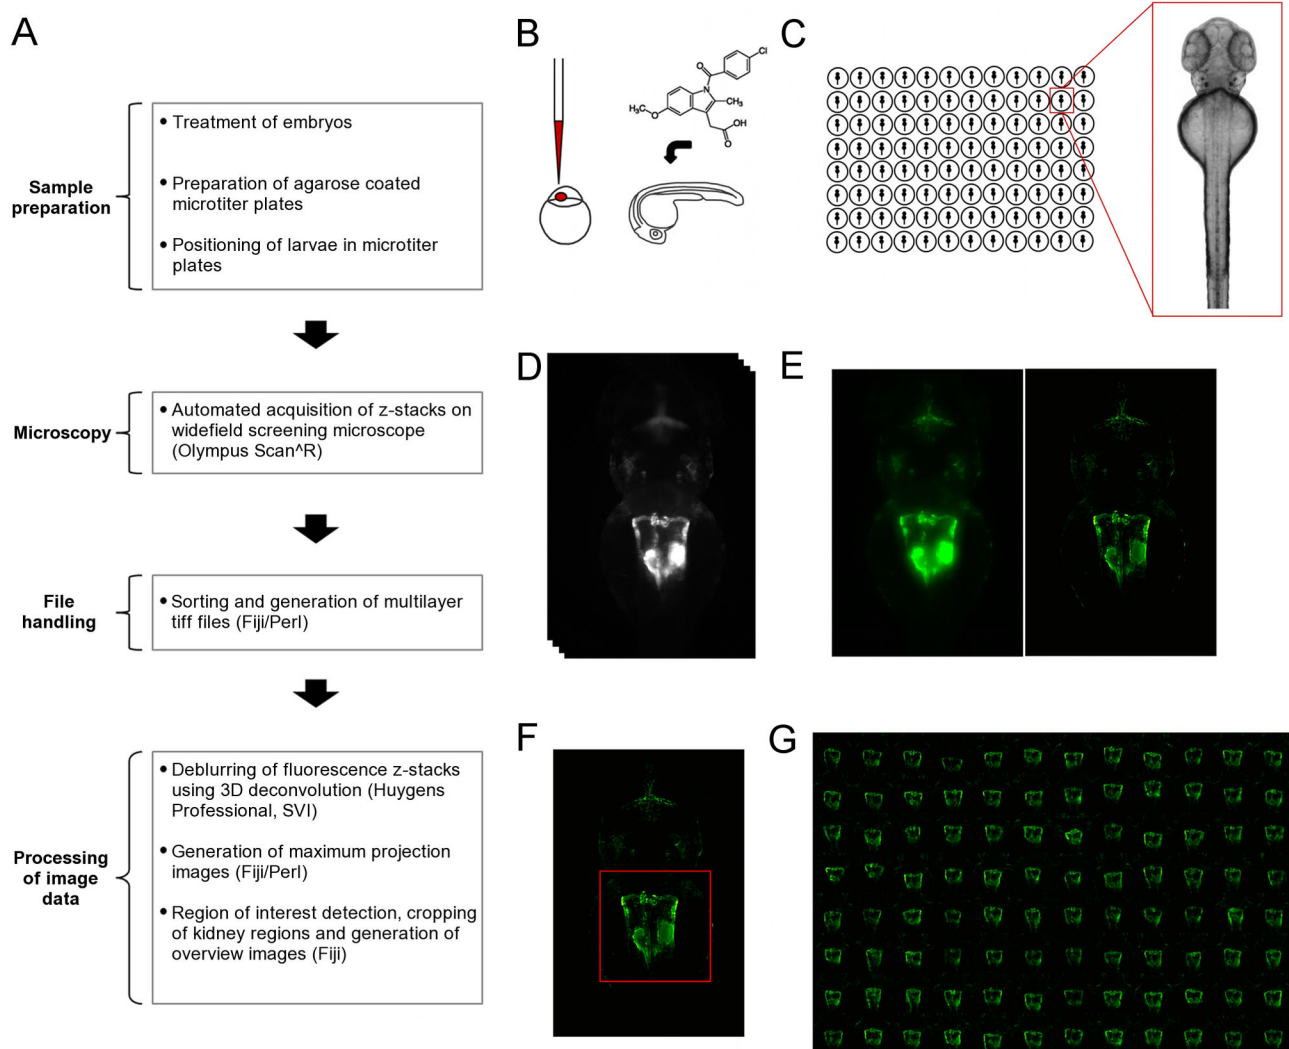 A
Sample
preparation
• Treatment of embryos
• Preparation of agarose coated
microtiter plates
• Positioning of larvae in microtiter
plates
Microscopy
• Automated acquisition of z-stacks on
widefield screening microscope
(Olympus Scan^R)
File
handling
• Sorting and generation of multilayer
tiff files (Fiji/Perl)
Processing
of image
data
• Deblurring of fluorescence z-stacks
using 3D deconvolution (Huygens
Professional, SVI)
• Generation of maximum projection
images (Fiji/Perl)
• Region of interest detection, cropping
of kidney regions and generation of
overview images (Fiji)
B
Cl
O
N
CH₃
H₃C
O
OH
O
C
D
E
F
G